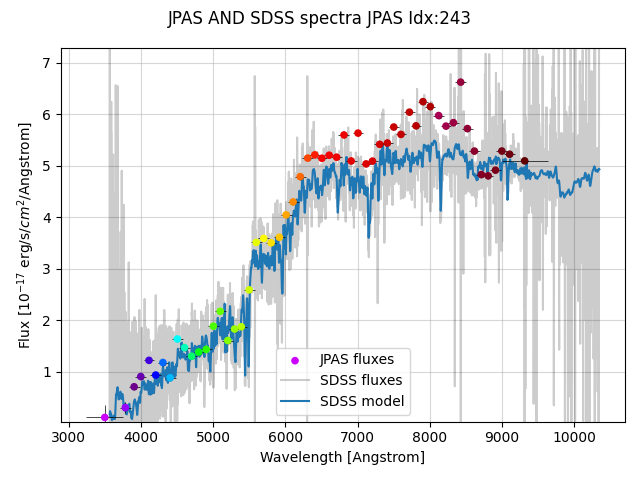 JPAS AND SDSS spectra JPAS Idx:243
7
6
5
4
3
2
1
Flux [10^{-17} erg/s/cm^2/Angstrom]
JPAS fluxes
SDSS fluxes
SDSS model
3000 4000 5000 6000 7000 8000 9000 10000
Wavelength [Angstrom]